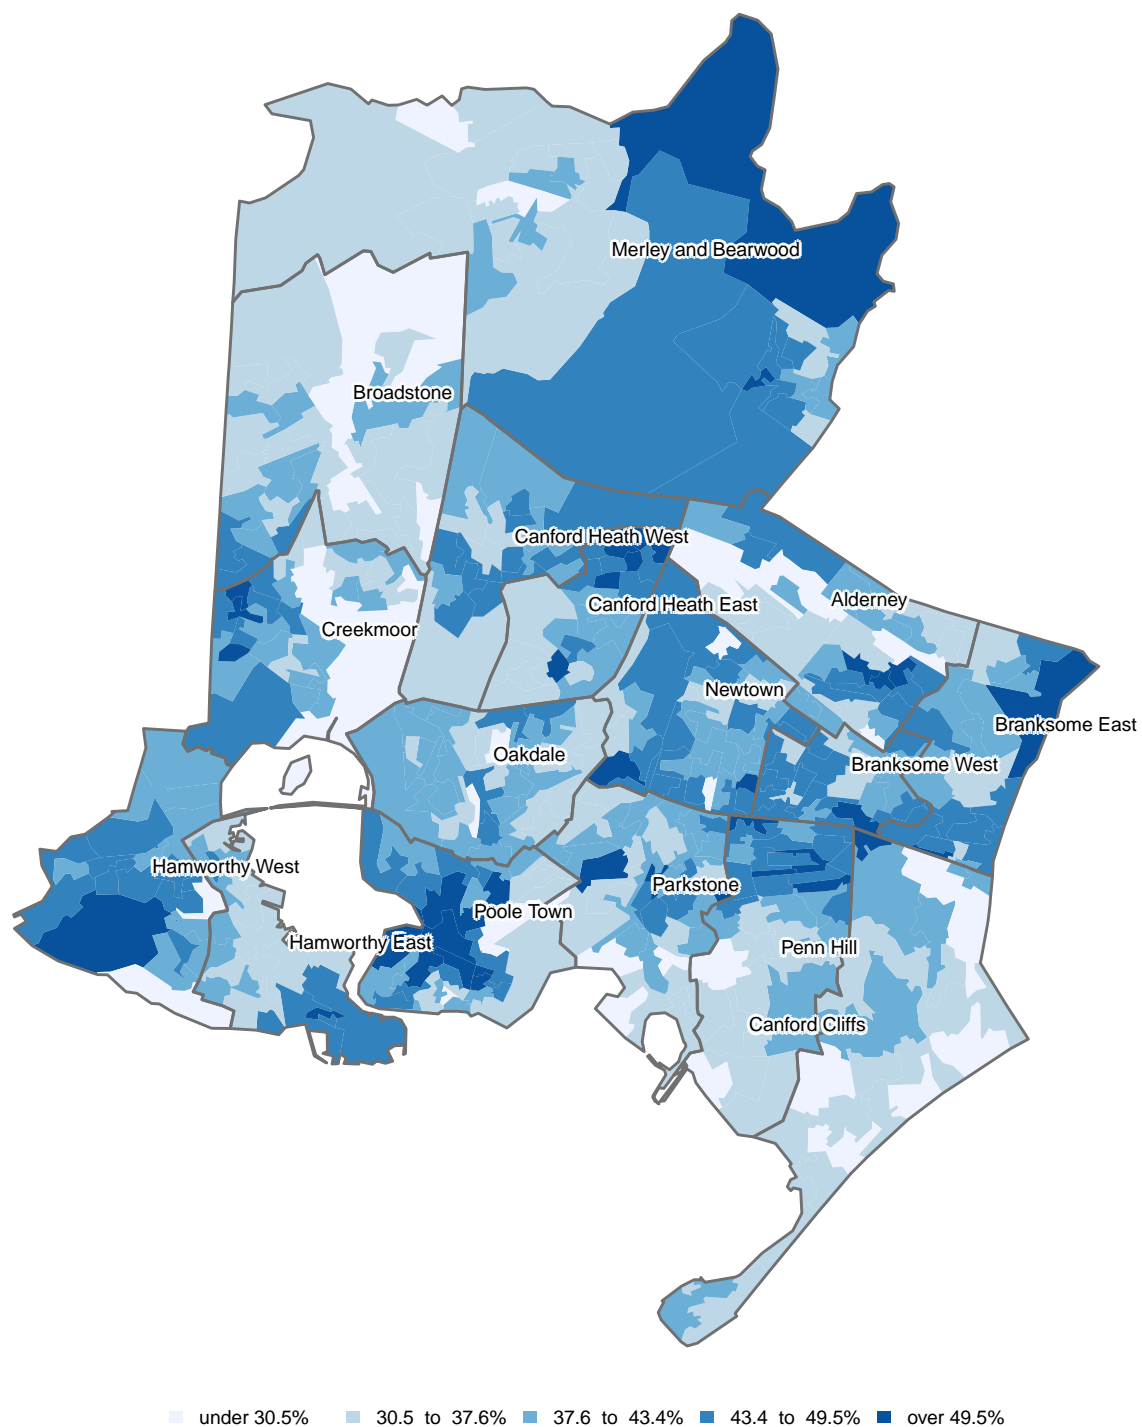 Merley and Bearwood
Broadstone
Canford Heath West
Canford Heath East
Alderney
Creekmoor
Newtown
Branksome East
Oakdale
Branksome West
Hamworthy West
Parkstone
Poole Town
Hamworthy East
Penn Hill
Canford Cliffs
under 30.5% 30.5 to 37.6% 37.6 to 43.4% 43.4 to 49.5% over 49.5%